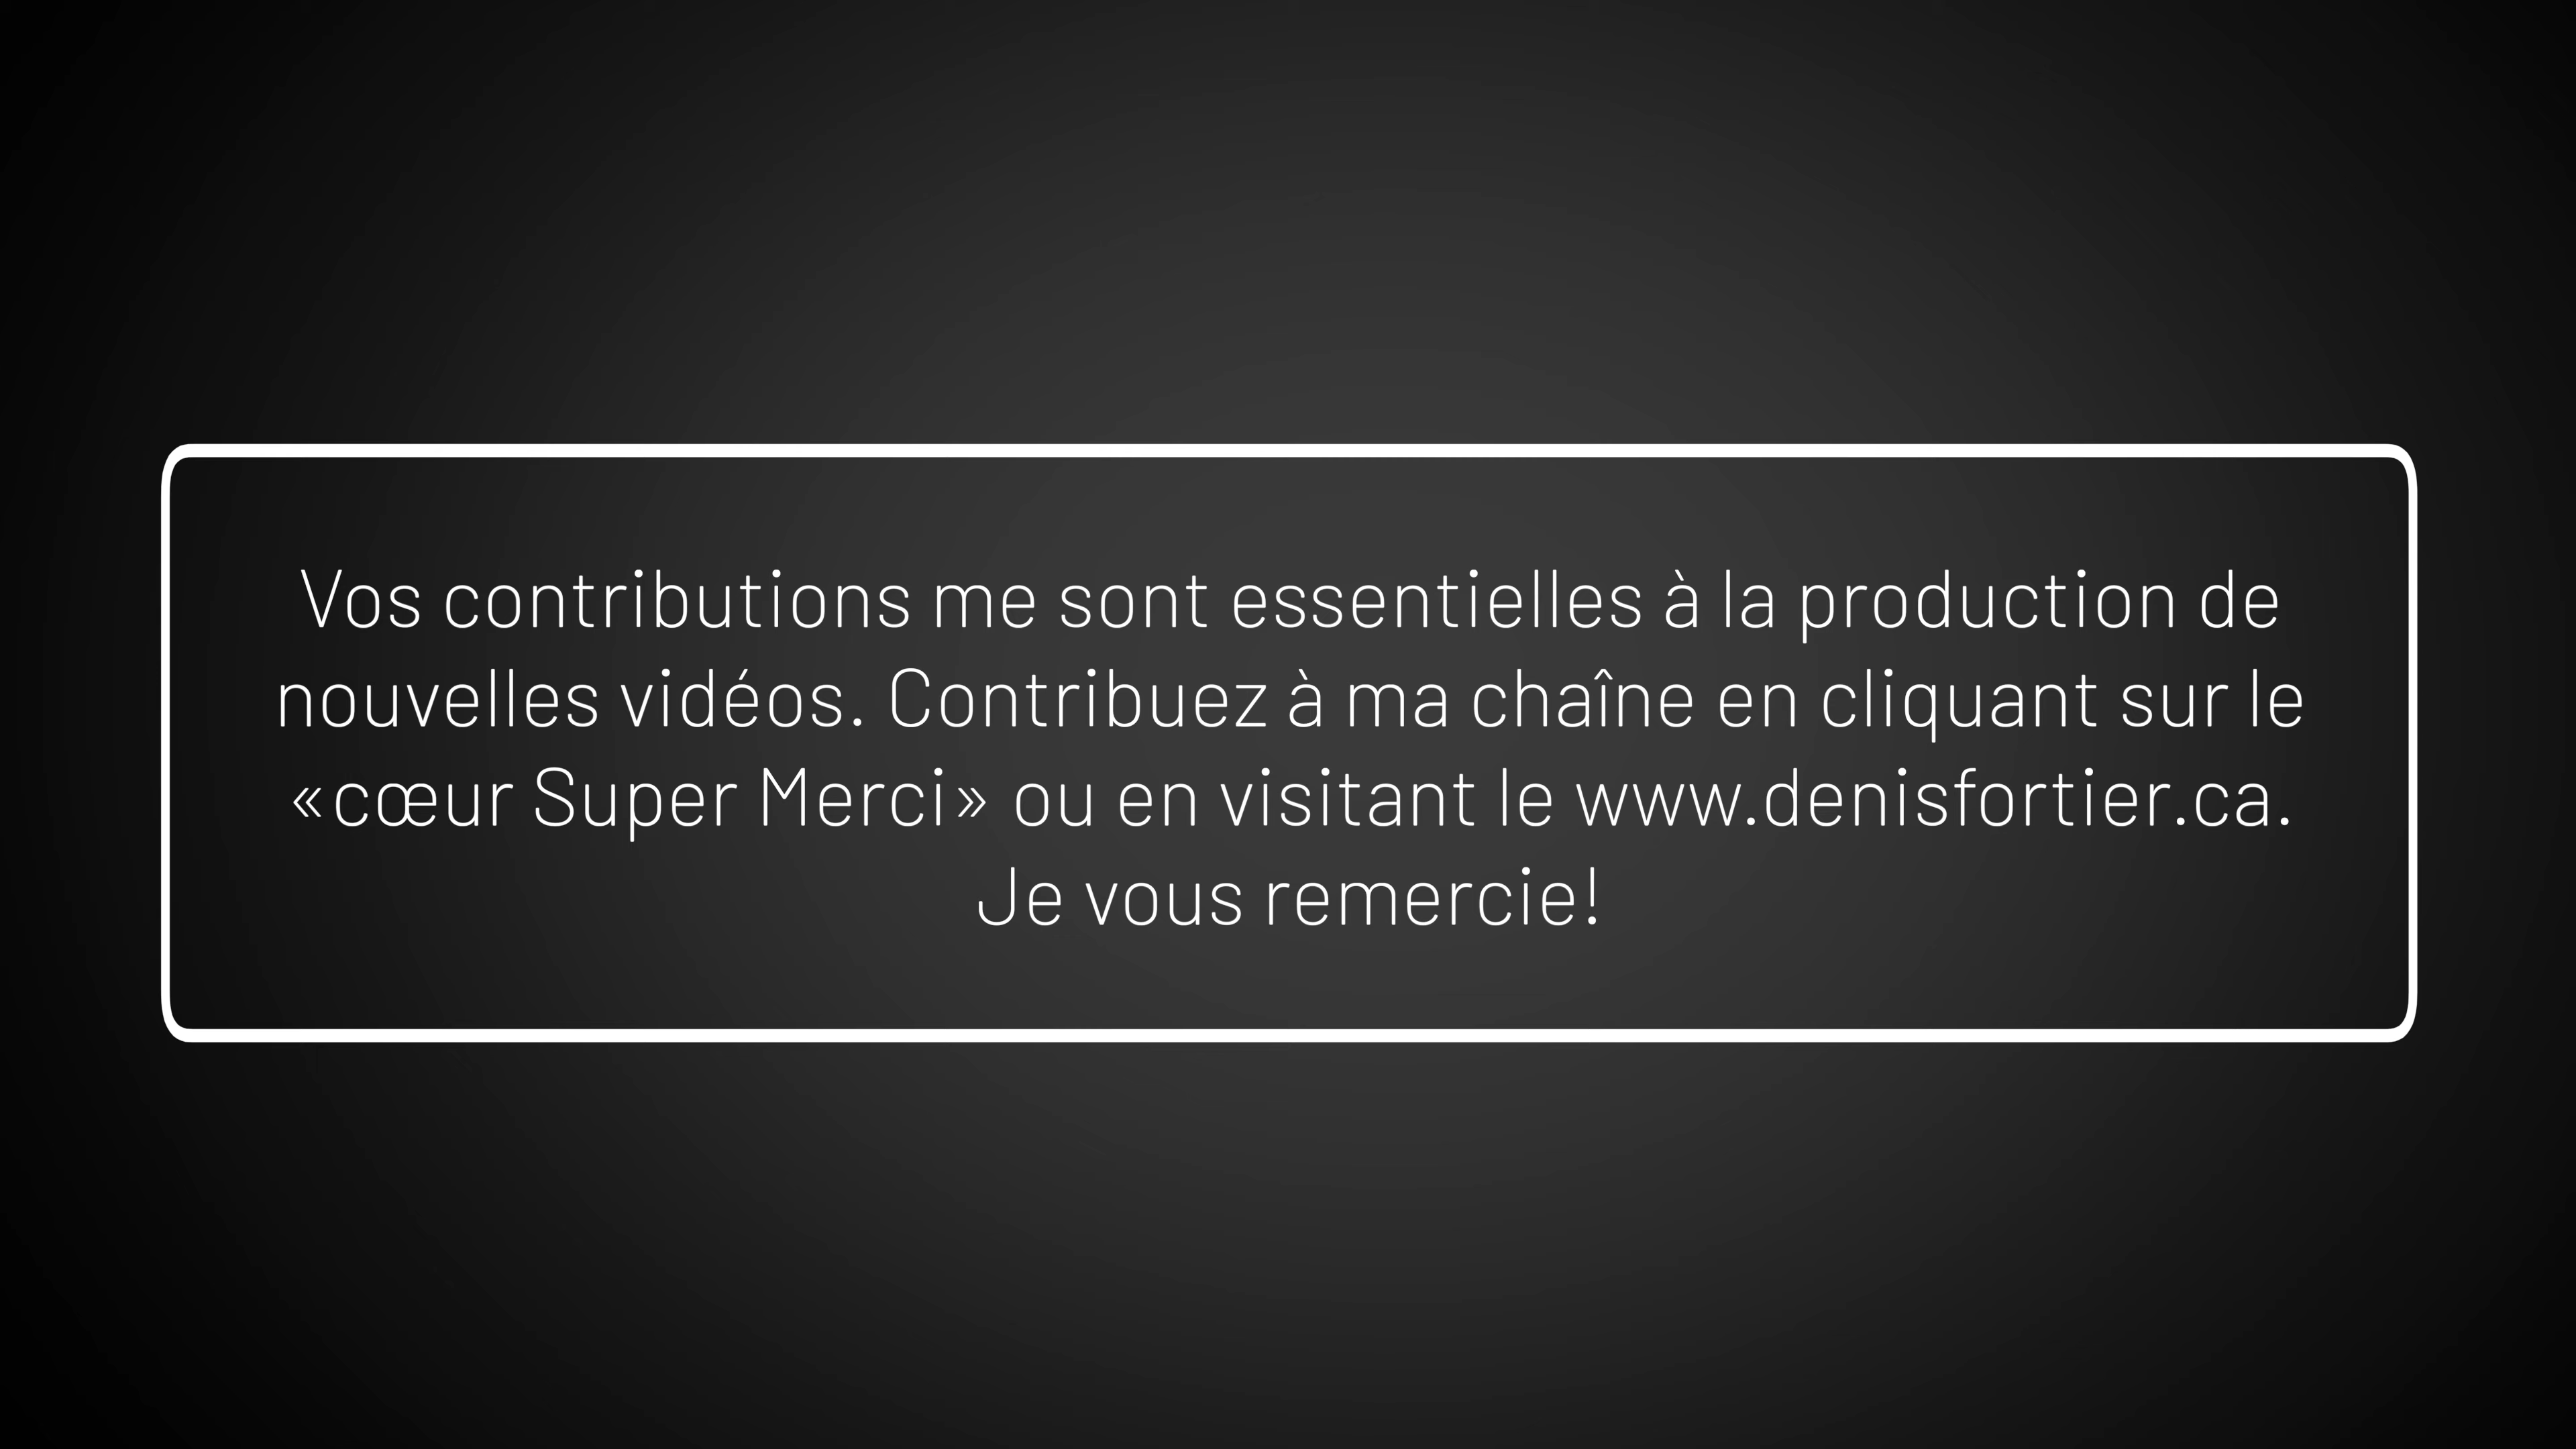 Vos contributions me sont essentielles à la production de
nouvelles vidéos. Contribuez à ma chaîne en cliquant sur le
«cœur Super Merci» ou en visitant le www.denisfortier.ca.
Je vous remercie!